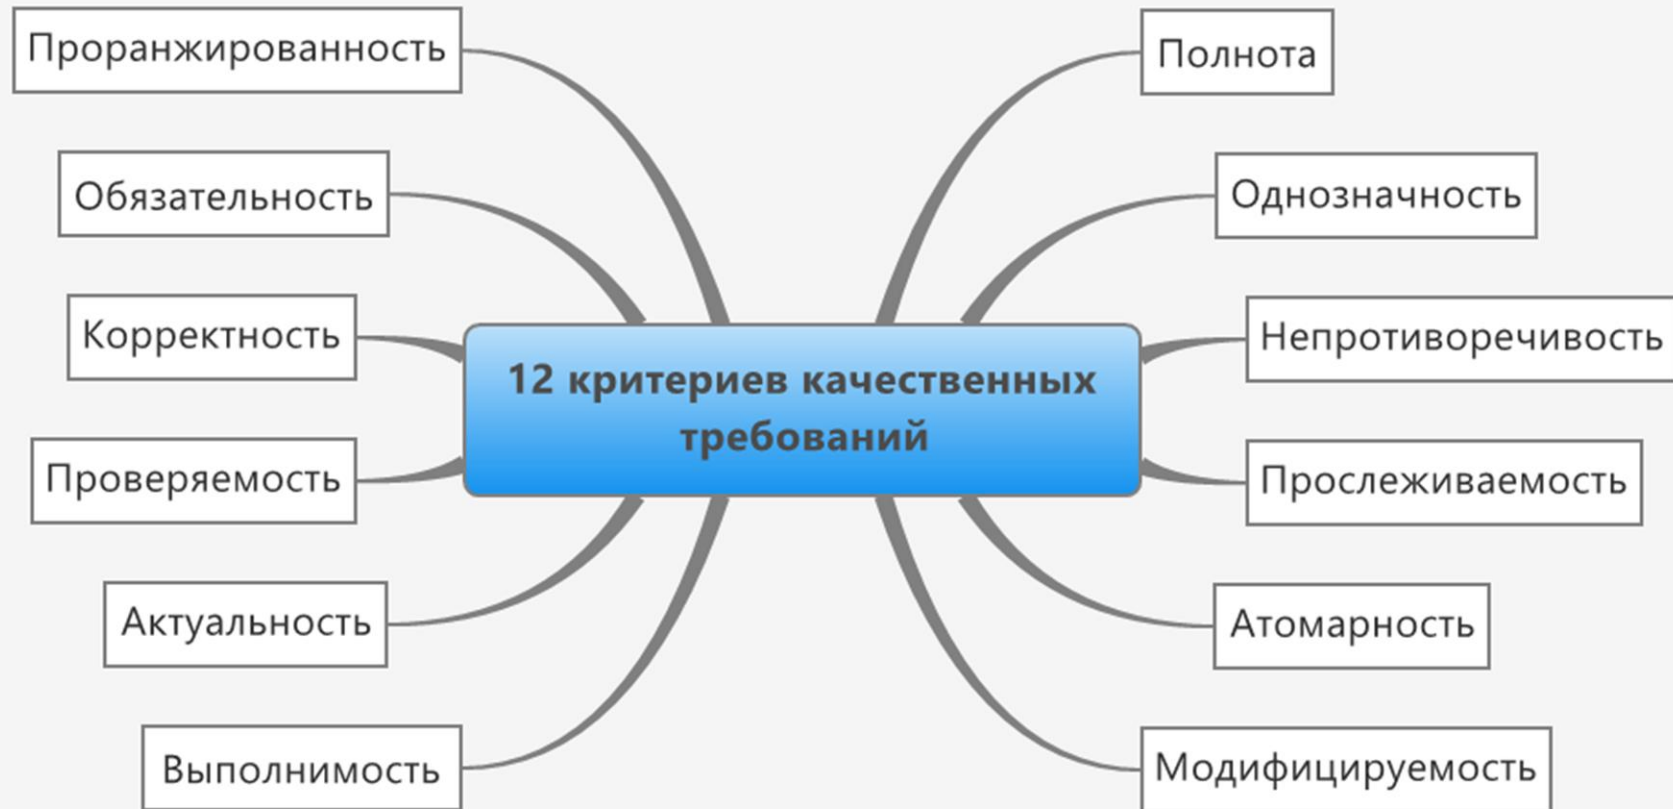 Проранжированность
Полнота
Обязательность
Однозначность
Корректность
Непротиворечивость
12 критериев качественных
требований
Проверяемость
Прослеживаемость
Актуальность
Атомарность
Выполнимость
Модифицируемость